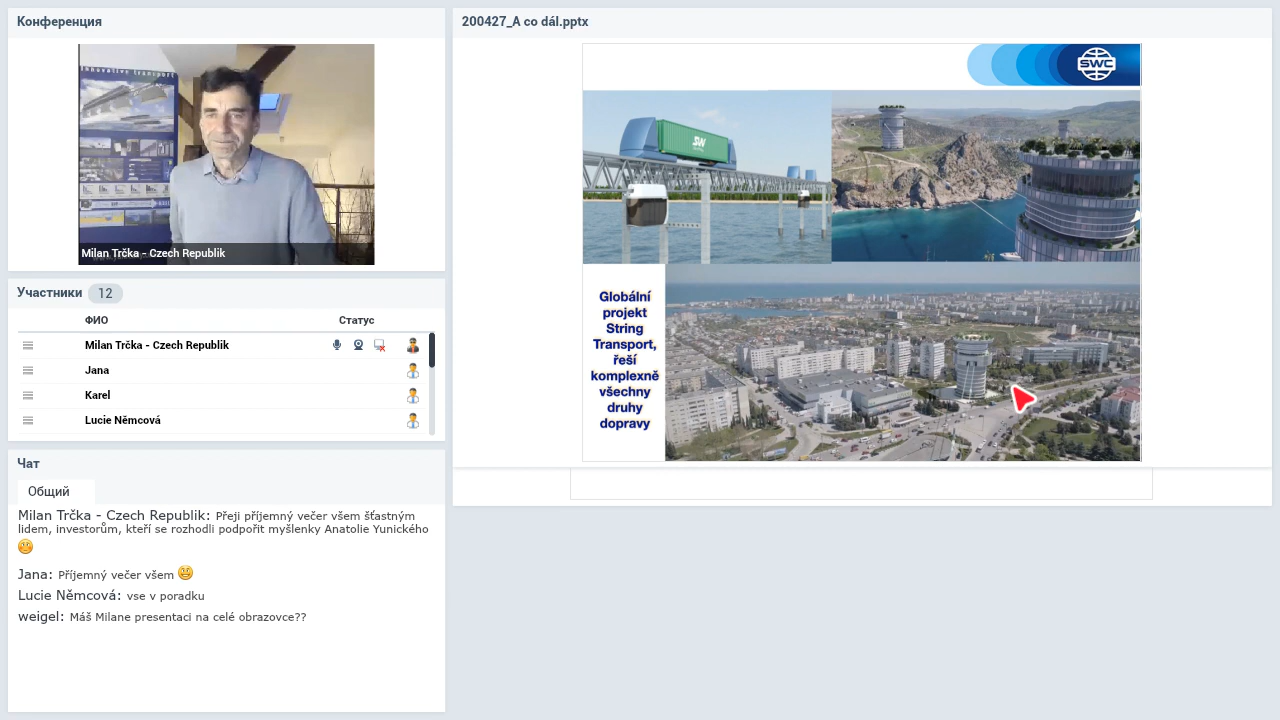 Конференция
Innovative transport
Milan Trčka - Czech Republik
Участники 12
ФИО Статус
Milan Trčka - Czech Republik
Jana
Karel
Lucie Němcová
Чат
Общий
Milan Trčka - Czech Republik: Přeji příjemný večer všem šťastným
lidem, investorům, kteří se rozhodli podpořit myšlenky Anatolie Yunického
Jana: Příjemný večer všem
Lucie Němcová: vse v poradku
weigel: Máš Milane presentaci na celé obrazovce??
200427_A co dál.pptx
SWC
SW
Globální
projekt
String
Transport,
řeší
komplexně
všechny
druhy
dopravy